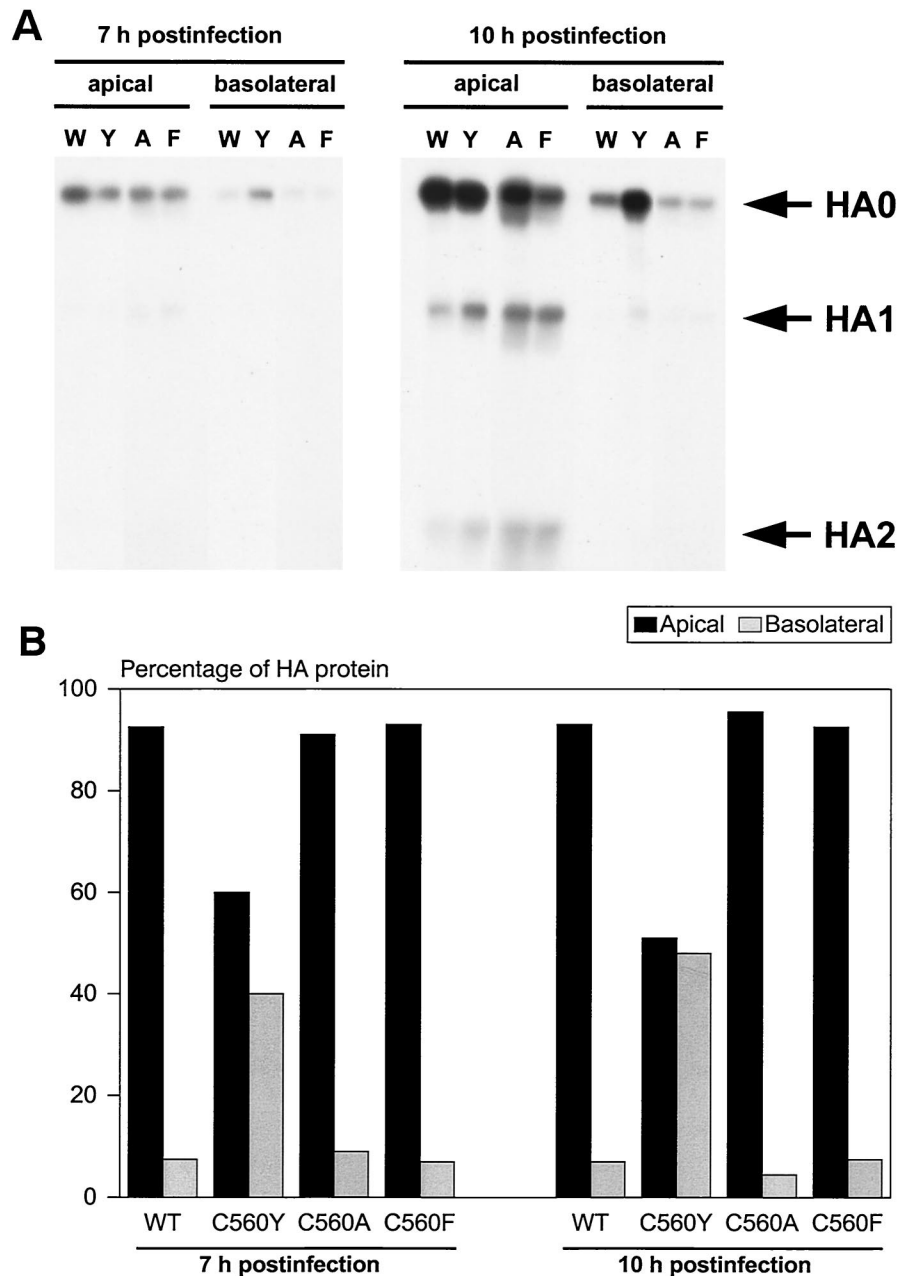 A
7 h postinfection 10 h postinfection
apical basolateral apical basolateral
W Y A F W Y A F W Y A F W Y A F
HA0
HA1
HA2
Apical Basolateral
B
Percentage of HA protein
100
80
60
40
20
0
WT C560Y C560A C560F WT C560Y C560A C560F
7 h postinfection 10 h postinfection